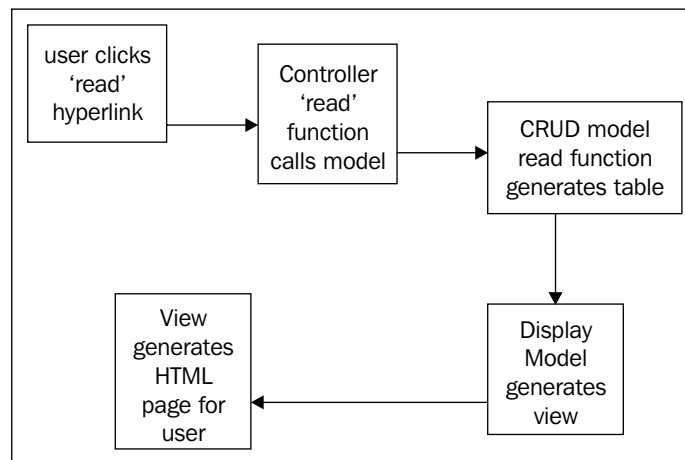 user clicks
‘read’
hyperlink
Controller
‘read’
function
calls model
CRUD model
read function
generates table
Display
Model
generates
view
View
generates
HTML
page for
user